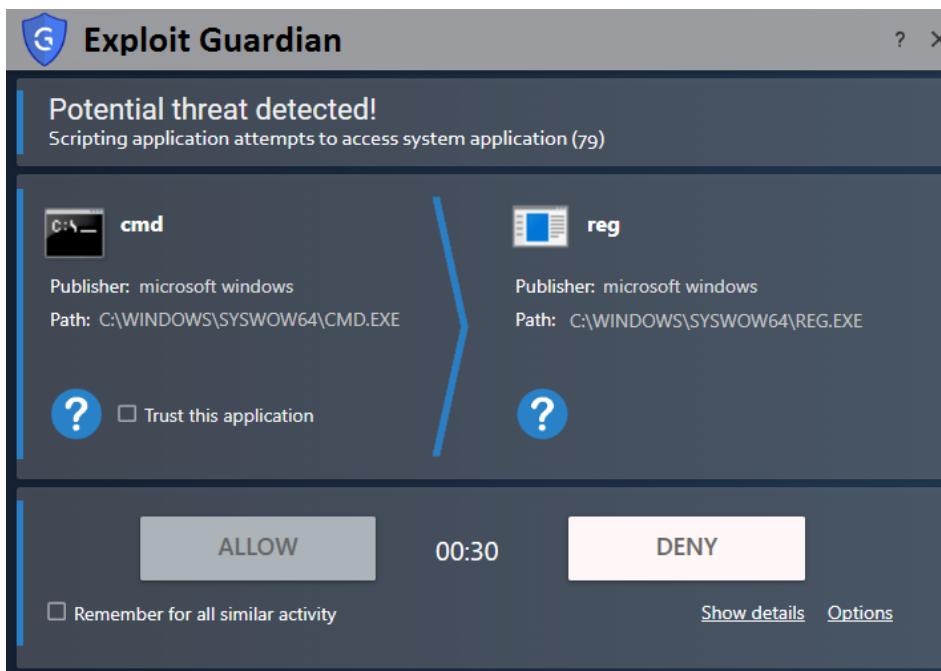 Exploit Guardian ? ×
Potential threat detected!
Scripting application attempts to access system application (79)
C:\_ cmd
reg
Publisher: microsoft windows
Path: C:\WINDOWS\SYSWOW64\CMD.EXE
Publisher: microsoft windows
Path: C:\WINDOWS\SYSWOW64\REG.EXE
? Trust this application
?
ALLOW 00:30 DENY
Remember for all similar activity
Show details Options